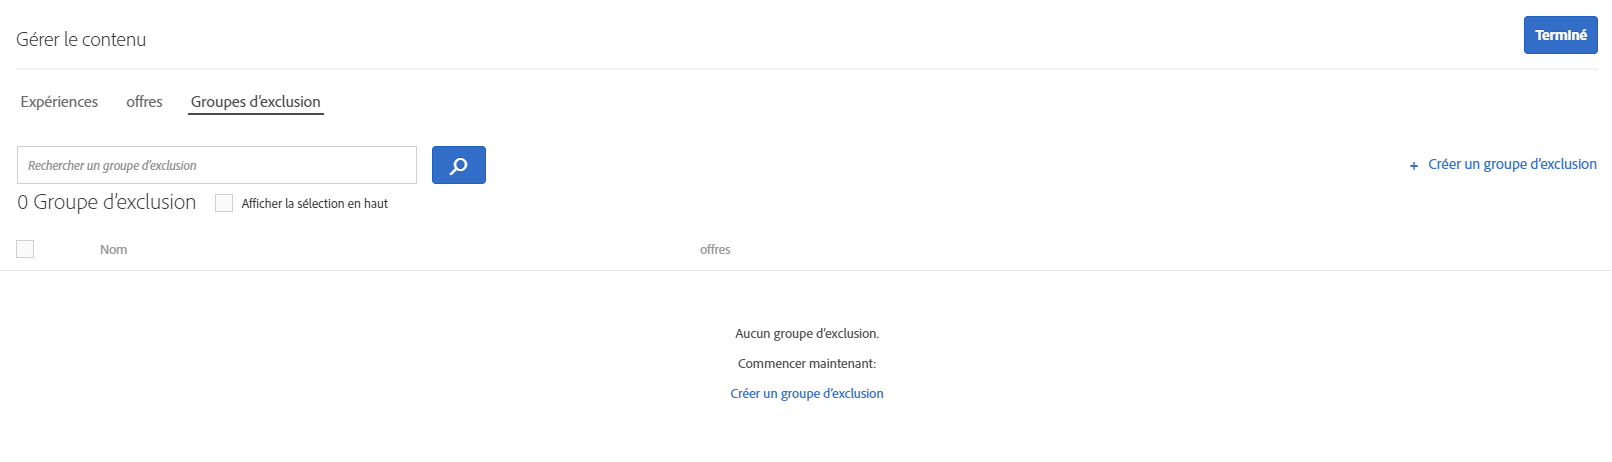 Gérer le contenu
Terminé
Expériences offres Groupes d'exclusion
Rechercher un groupe d'exclusion
+ Créer un groupe d'exclusion
0 Groupe d'exclusion
Afficher la sélection en haut
Nom offres
Aucun groupe d'exclusion.
Commencer maintenant:
Créer un groupe d'exclusion